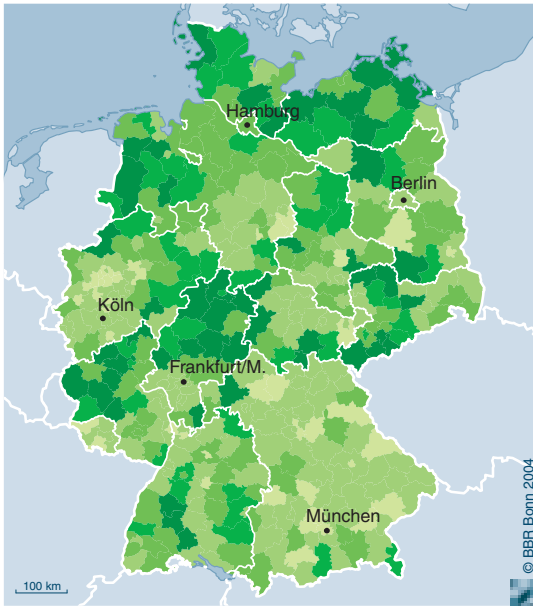 Hamburg
Berlin
Köln
Frankfurt/M.
München
100 km
© BBR Bonn 2004